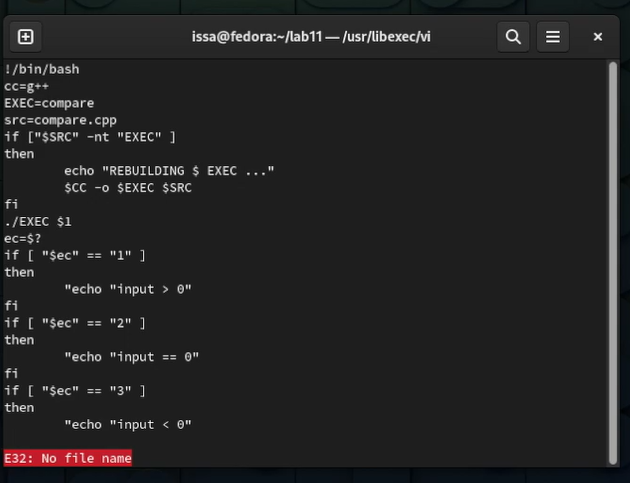 issa@fedora:~/lab11 — /usr/libexec/vi
!/bin/bash
cc=g++
EXEC=compare
src=compare.cpp
if ["$SRC" -nt "EXEC" ]
then
        echo "REBUILDING $ EXEC ..."
        $CC -o $EXEC $SRC
fi
./EXEC $1
ec=$?
if [ "$ec" == "1" ]
then
        "echo "input > 0"
fi
if [ "$ec" == "2" ]
then
        "echo "input == 0"
fi
if [ "$ec" == "3" ]
then
        "echo "input < 0"
E32: No file name